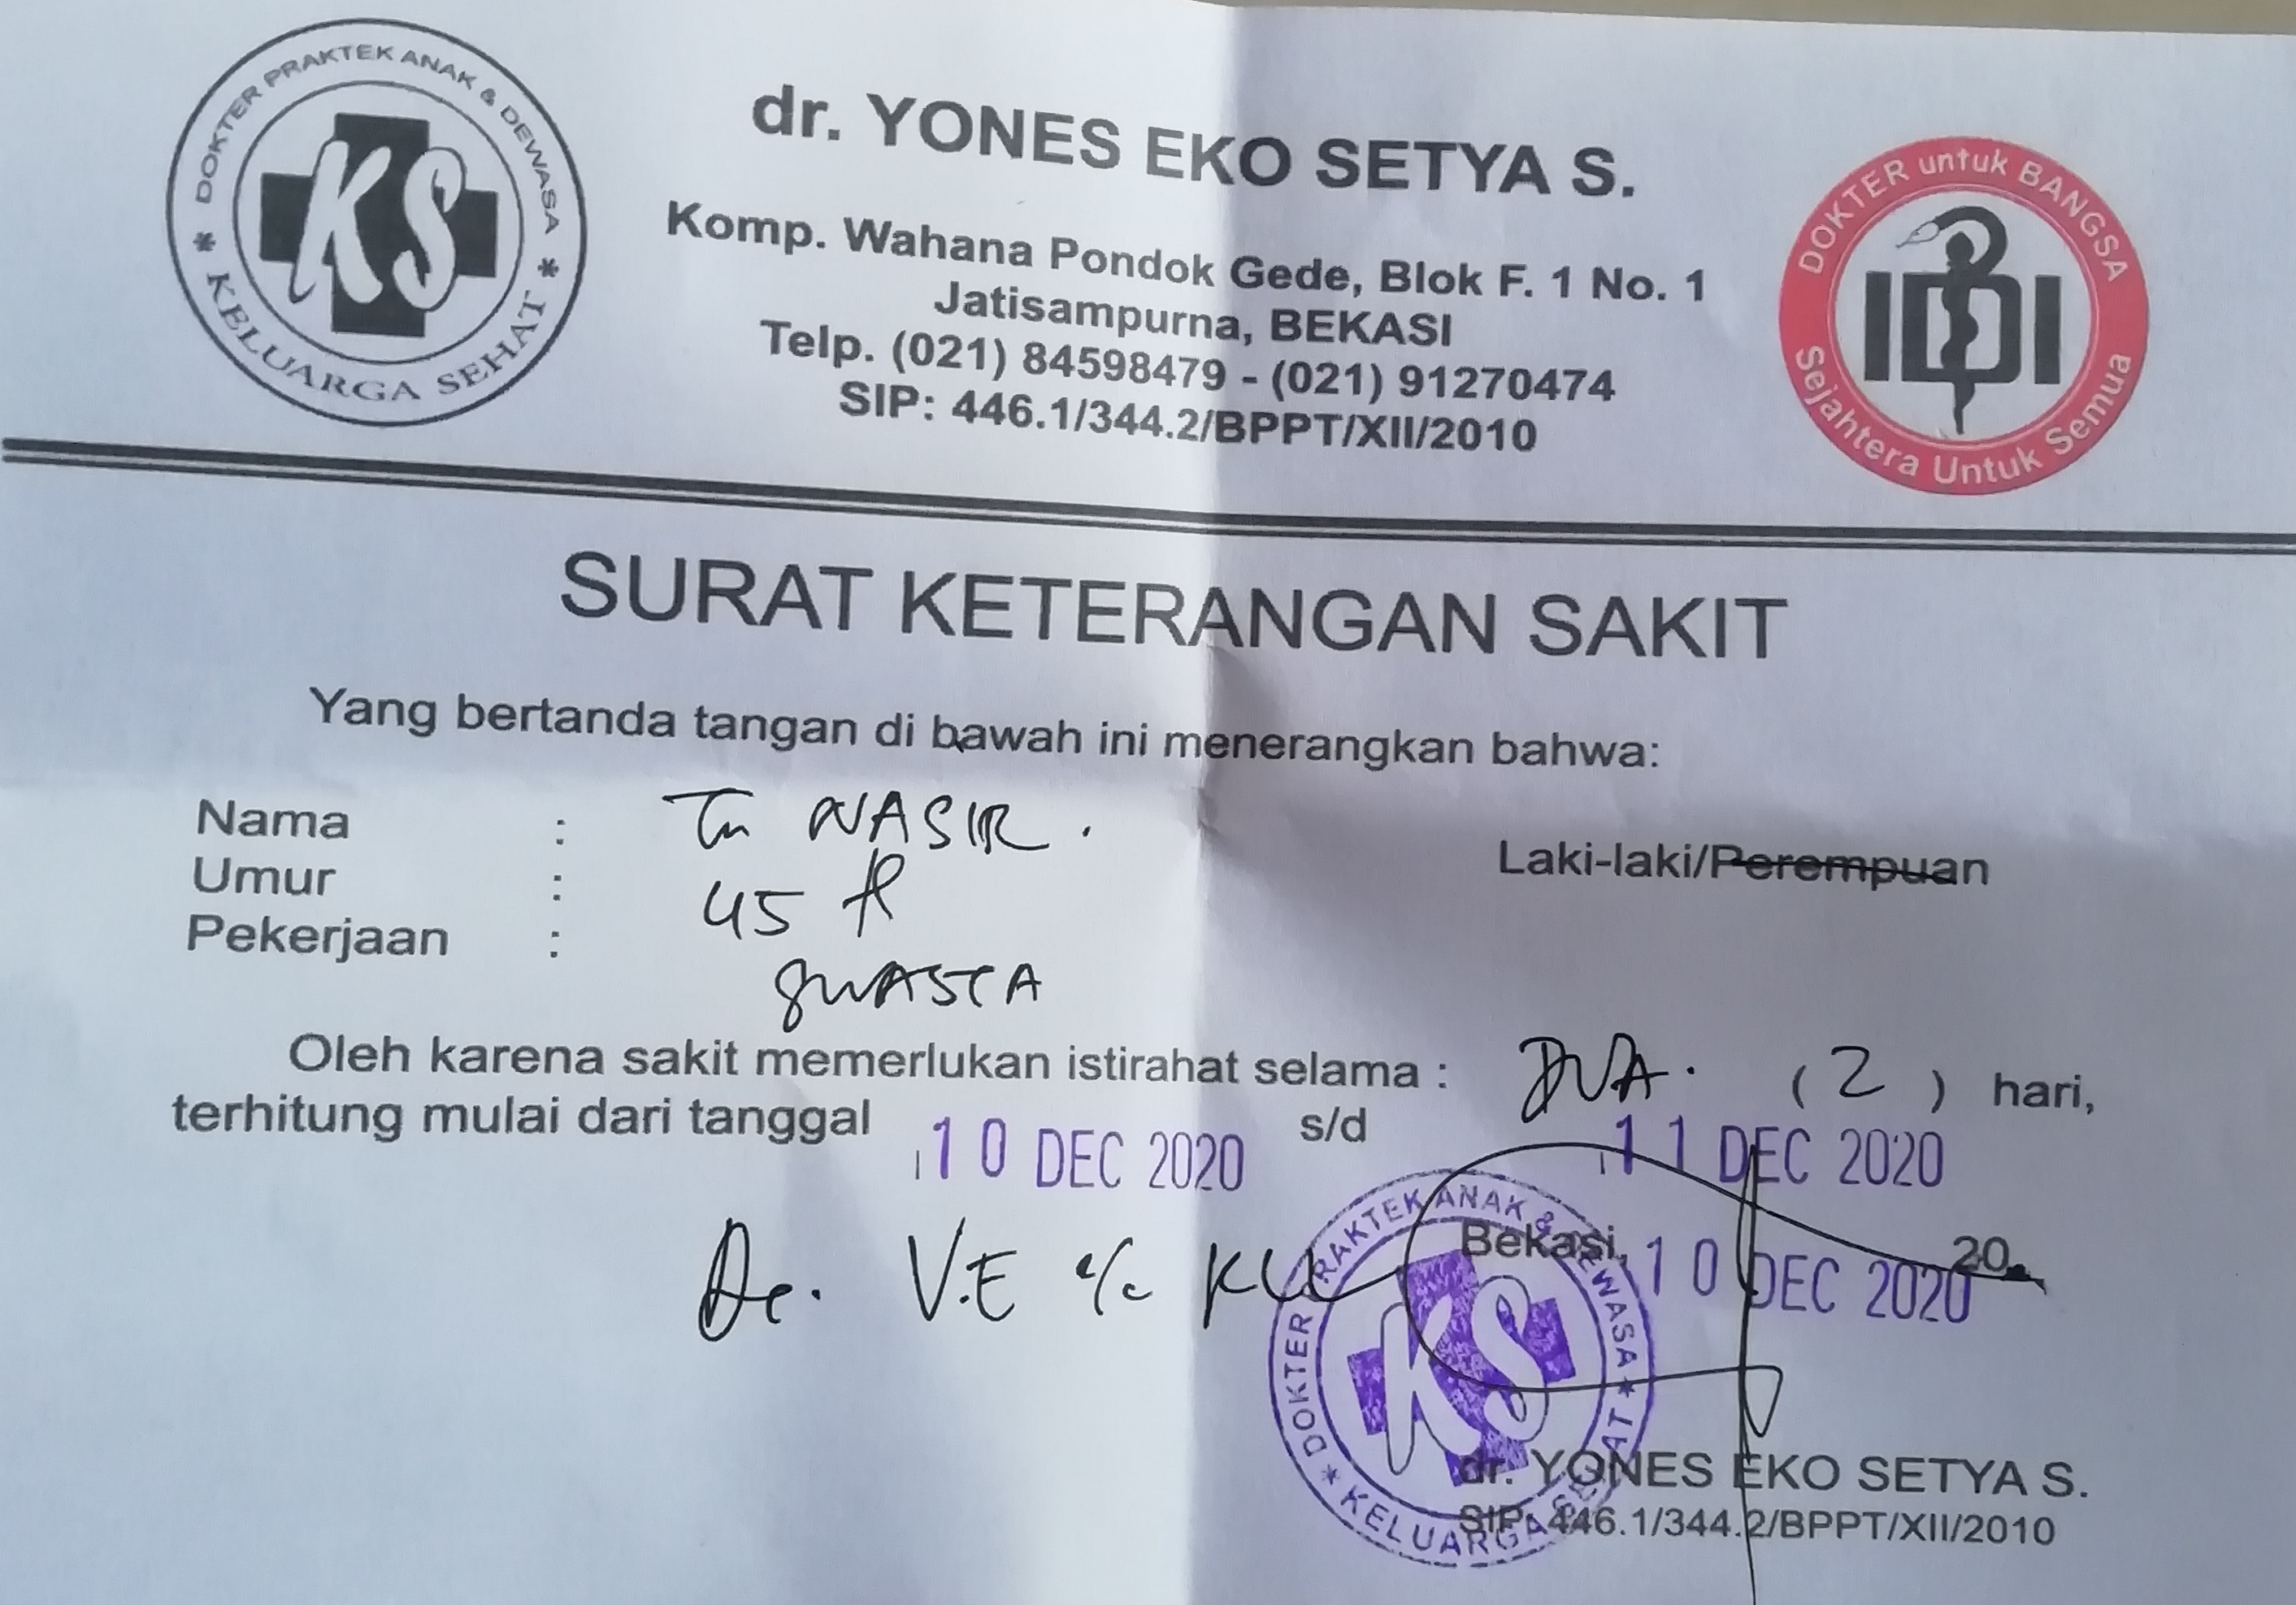 DOKTER PRAKTEK ANAK & DEWASA
KS
* KELUARGA SEHAT *
dr. YONES EKO SETYA S.
Komp. Wahana Pondok Gede, Blok F. 1 No. 1
Jatisampurna, BEKASI
Telp. (021) 84598479 - (021) 91270474
SIP: 446.1/344.2/BPPT/XII/2010
DOKTER untuk BANGSA
IDI
Sejahtera Untuk Semua
SURAT KETERANGAN SAKIT
Yang bertanda tangan di bawah ini menerangkan bahwa:
Nama : Tn NASIR. Laki-laki/Perempuan
Umur : 45
Pekerjaan : SWASTA
Oleh karena sakit memerlukan istirahat selama : DUA. (2) hari,
terhitung mulai dari tanggal 10 DEC 2020 s/d 11 DEC 2020
V.E
Bekasi, 10 DEC 2020 20
DOKTER PRAKTEK ANAK & DEWASA
KS
* KELUARGA SEHAT *
dr. YONES EKO SETYA S.
SIP: 446.1/344.2/BPPT/XII/2010